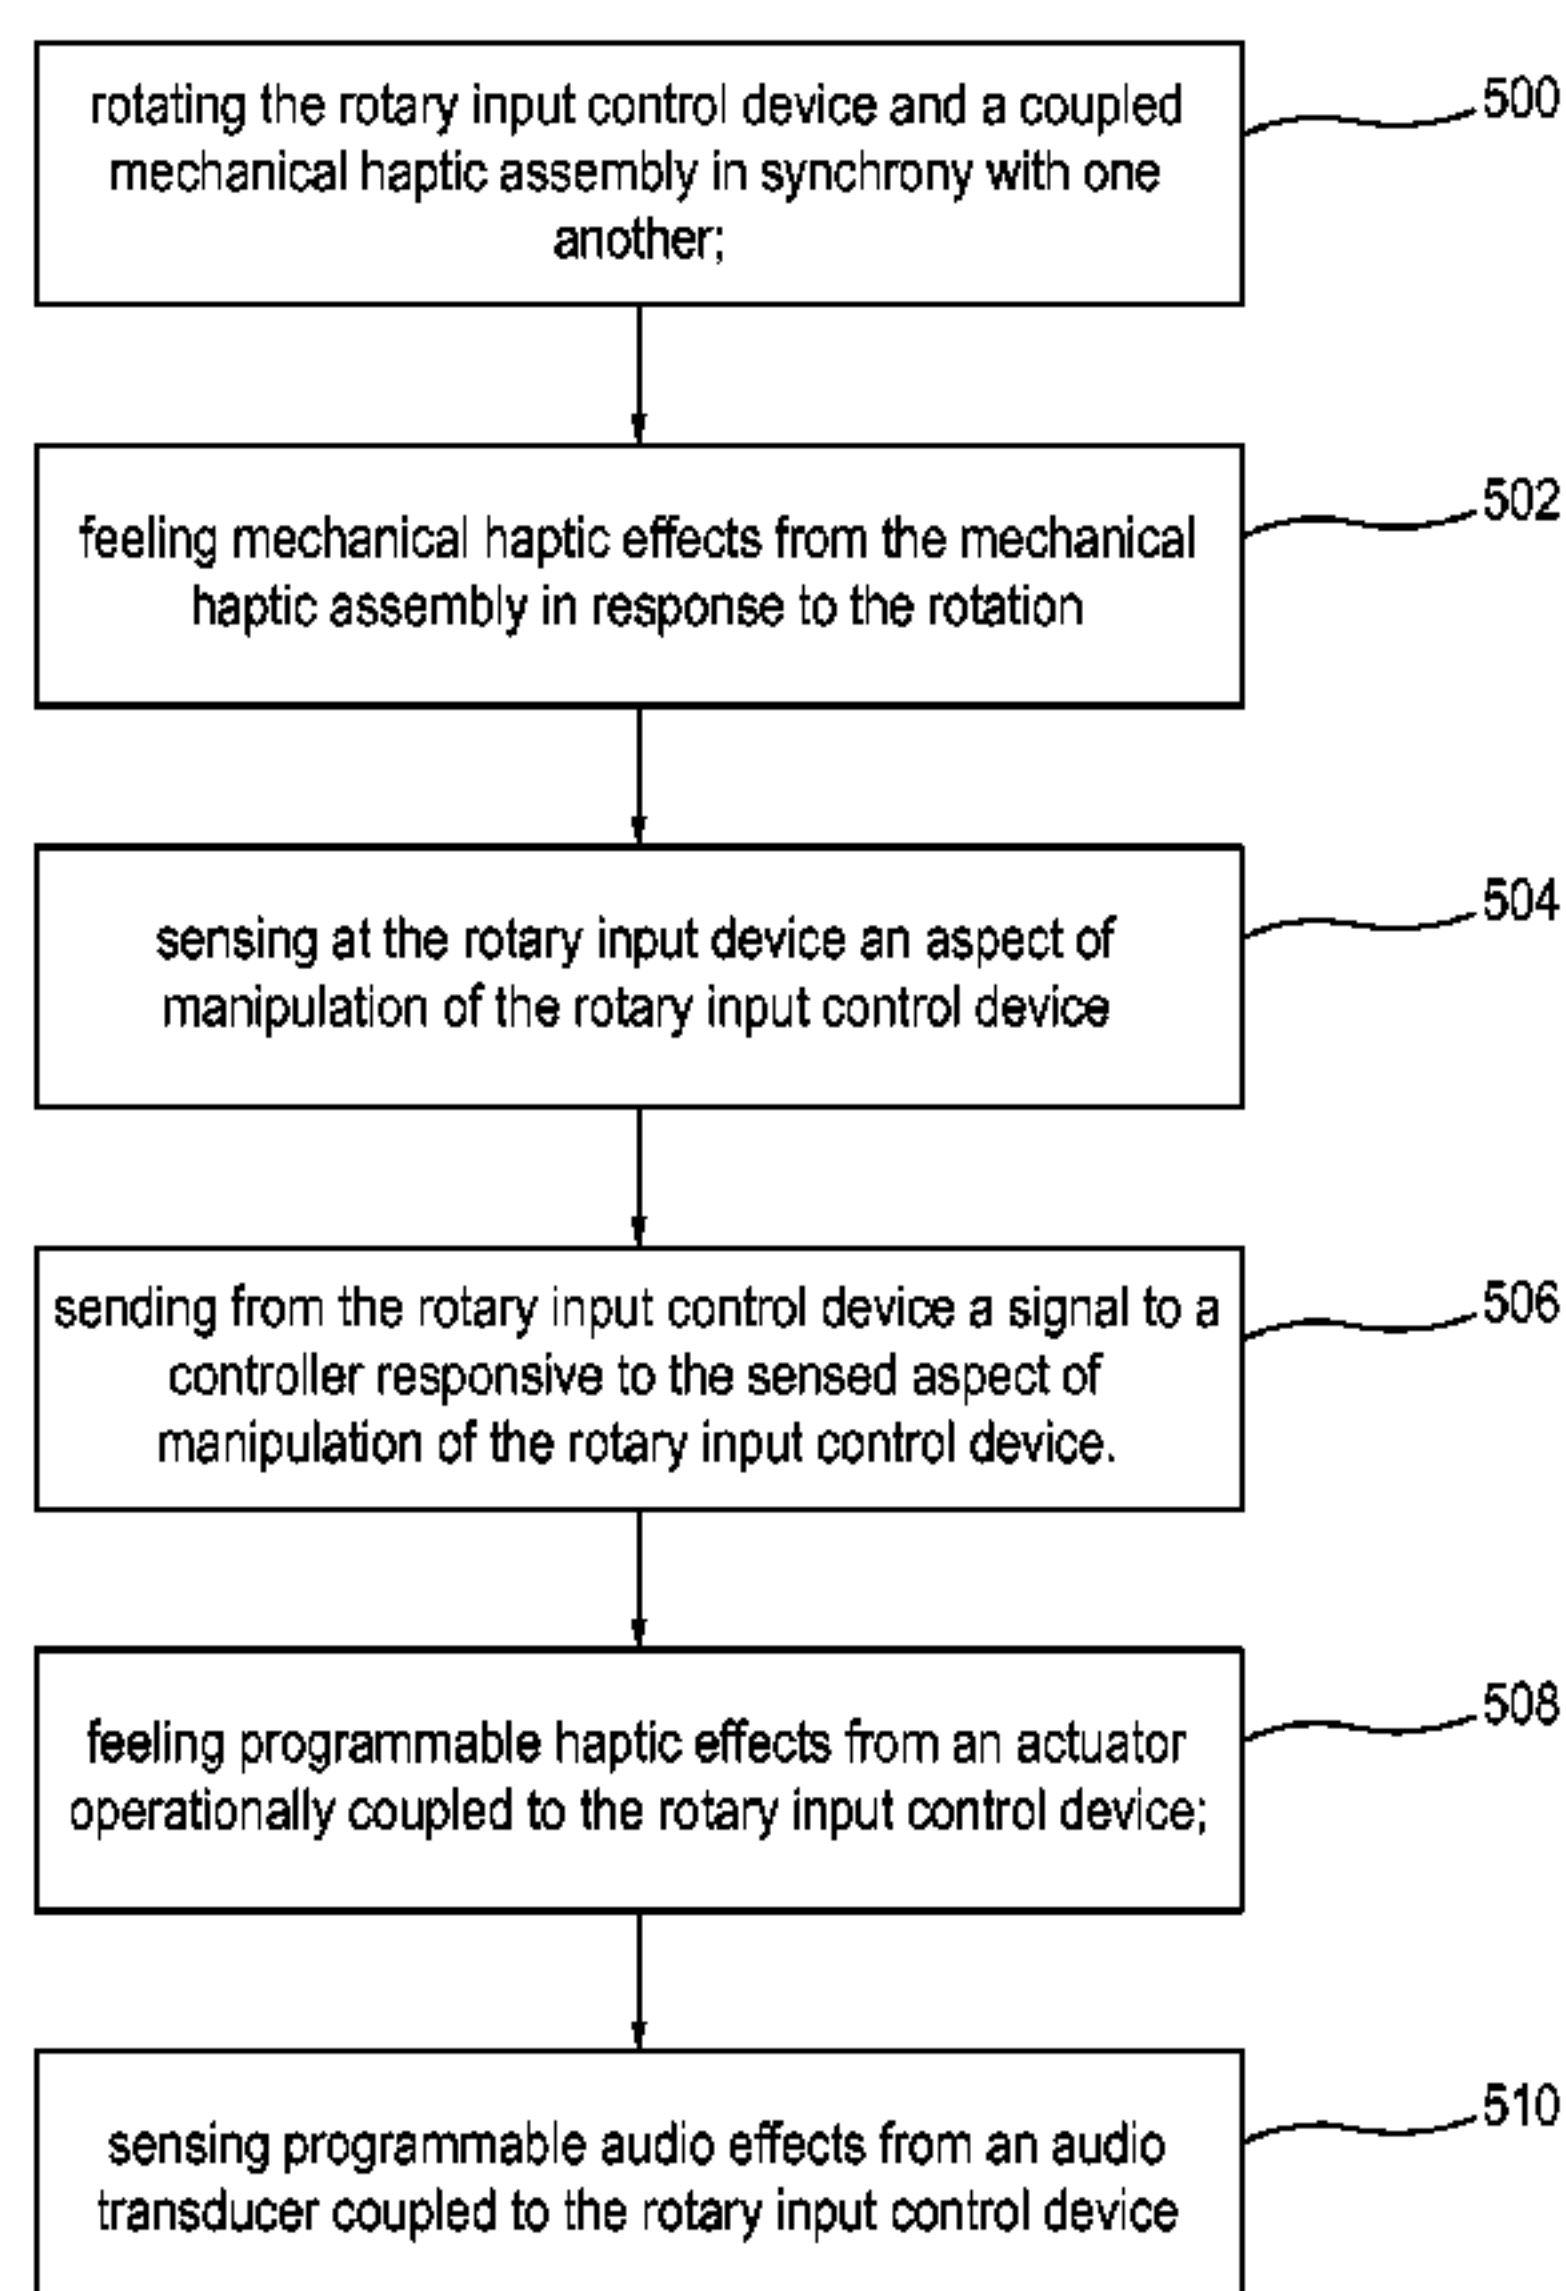 rotating the rotary input control device and a coupled
mechanical haptic assembly in synchrony with one
another;
500
feeling mechanical haptic effects from the mechanical
haptic assembly in response to the rotation
502
sensing at the rotary input device an aspect of
manipulation of the rotary input control device
504
sending from the rotary input control device a signal to a
controller responsive to the sensed aspect of
manipulation of the rotary input control device.
506
feeling programmable haptic effects from an actuator
operationally coupled to the rotary input control device;
508
sensing programmable audio effects from an audio
transducer coupled to the rotary input control device
510